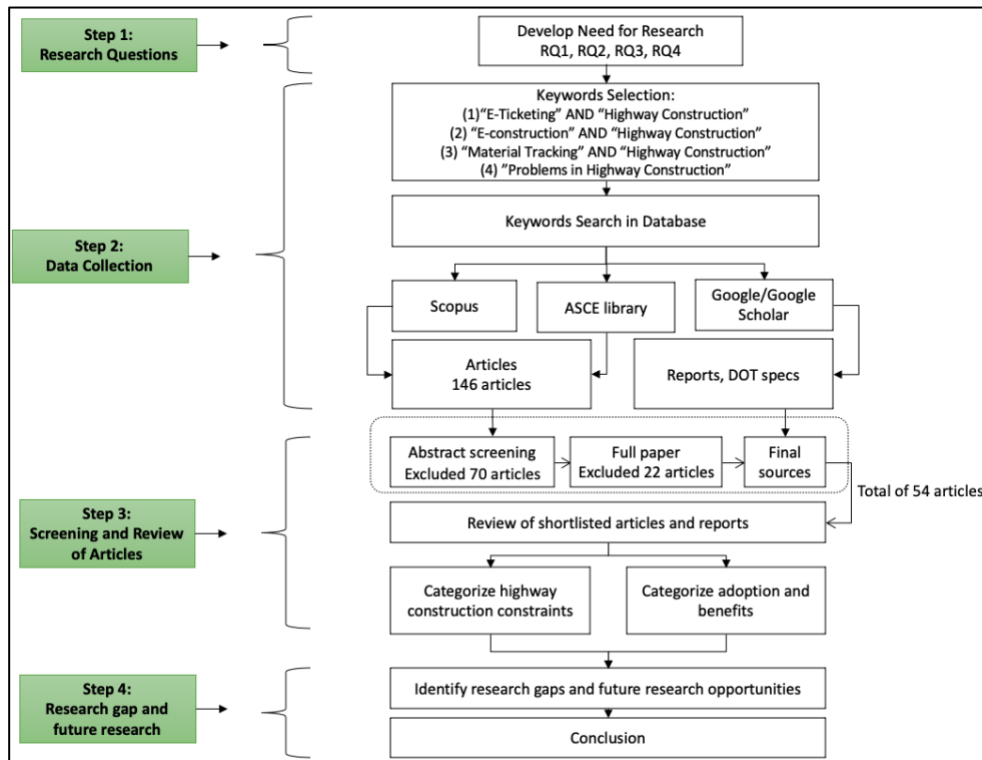 Step 1:
Research Questions
Develop Need for Research
RQ1, RQ2, RQ3, RQ4
Step 2:
Data Collection
Keywords Selection:
(1)"E-Ticketing" AND "Highway Construction"
(2) "E-construction" AND "Highway Construction"
(3) "Material Tracking" AND "Highway Construction"
(4) "Problems in Highway Construction"
Keywords Search in Database
Scopus
ASCE library
Google/Google
Scholar
Articles
146 articles
Reports, DOT specs
Step 3:
Screening and Review
of Articles
Abstract screening
Excluded 70 articles
Full paper
Excluded 22 articles
Final
sources
Total of 54 articles
Review of shortlisted articles and reports
Categorize highway
construction constraints
Categorize adoption and
benefits
Step 4:
Research gap and
future research
Identify research gaps and future research opportunities
Conclusion